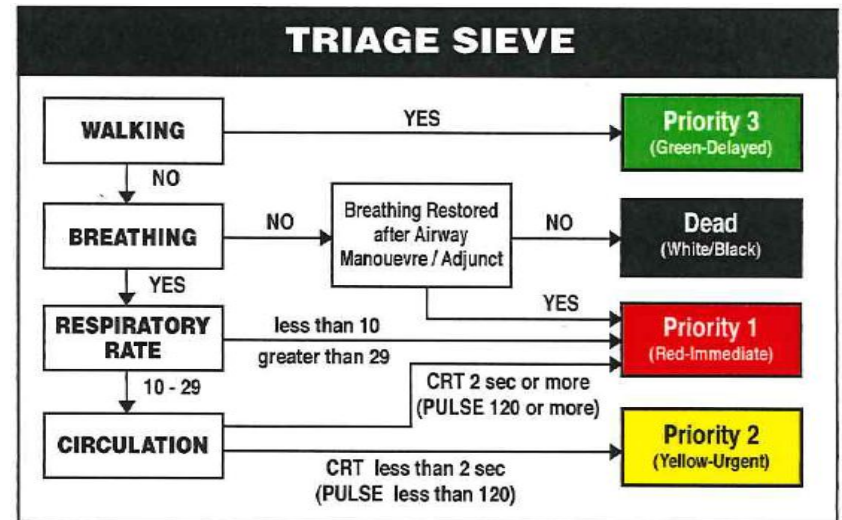 TRIAGE SIEVE
WALKING
YES
Priority 3
(Green-Delayed)
NO
BREATHING
NO
Breathing Restored
after Airway
Manouevre / Adjunct
NO
Dead
(White/Black)
YES
YES
RESPIRATORY
RATE
less than 10
greater than 29
Priority 1
(Red-Immediate)
10 - 29
CRT 2 sec or more
(PULSE 120 or more)
CIRCULATION
CRT less than 2 sec
(PULSE less than 120)
Priority 2
(Yellow-Urgent)